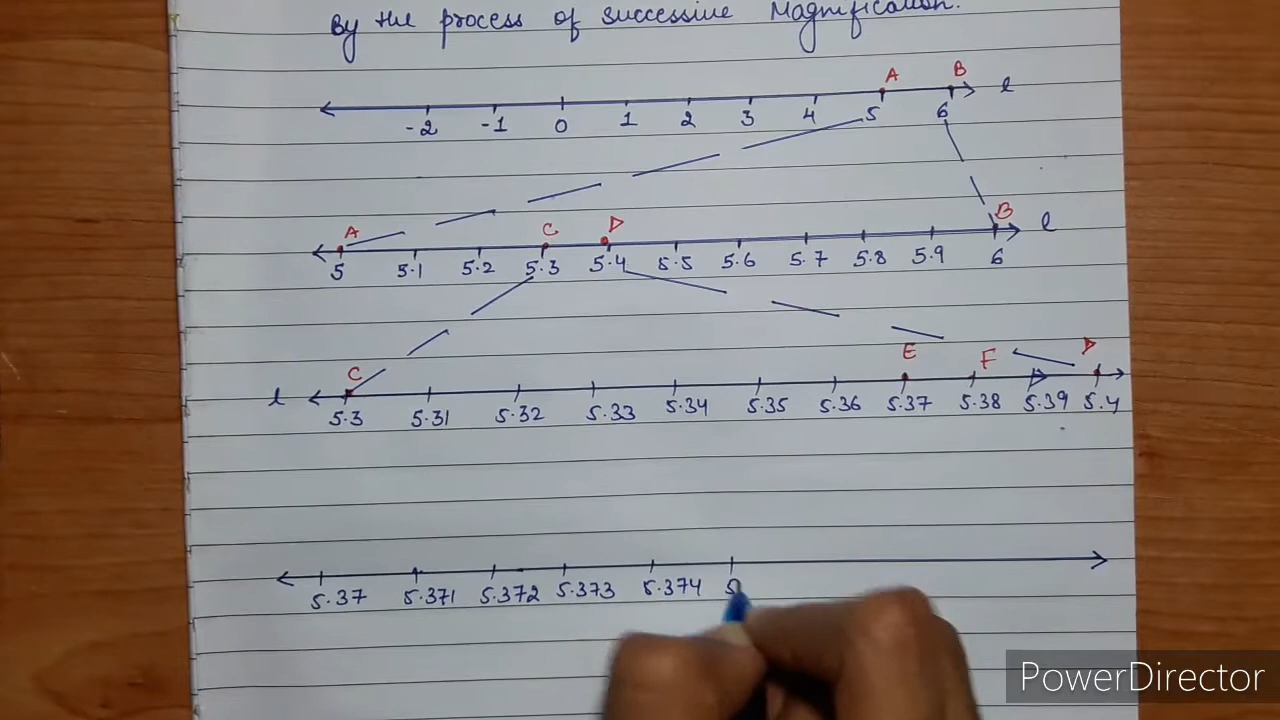 By the process of successive Magnification.
A B
-2 -1 0 1 2 3 4 5 6 l
A C D B
5 5.1 5.2 5.3 5.4 5.5 5.6 5.7 5.8 5.9 6 l
C E F D
l 5.3 5.31 5.32 5.33 5.34 5.35 5.36 5.37 5.38 5.39 5.4
5.37 5.371 5.372 5.373 5.374 5
PowerDirector